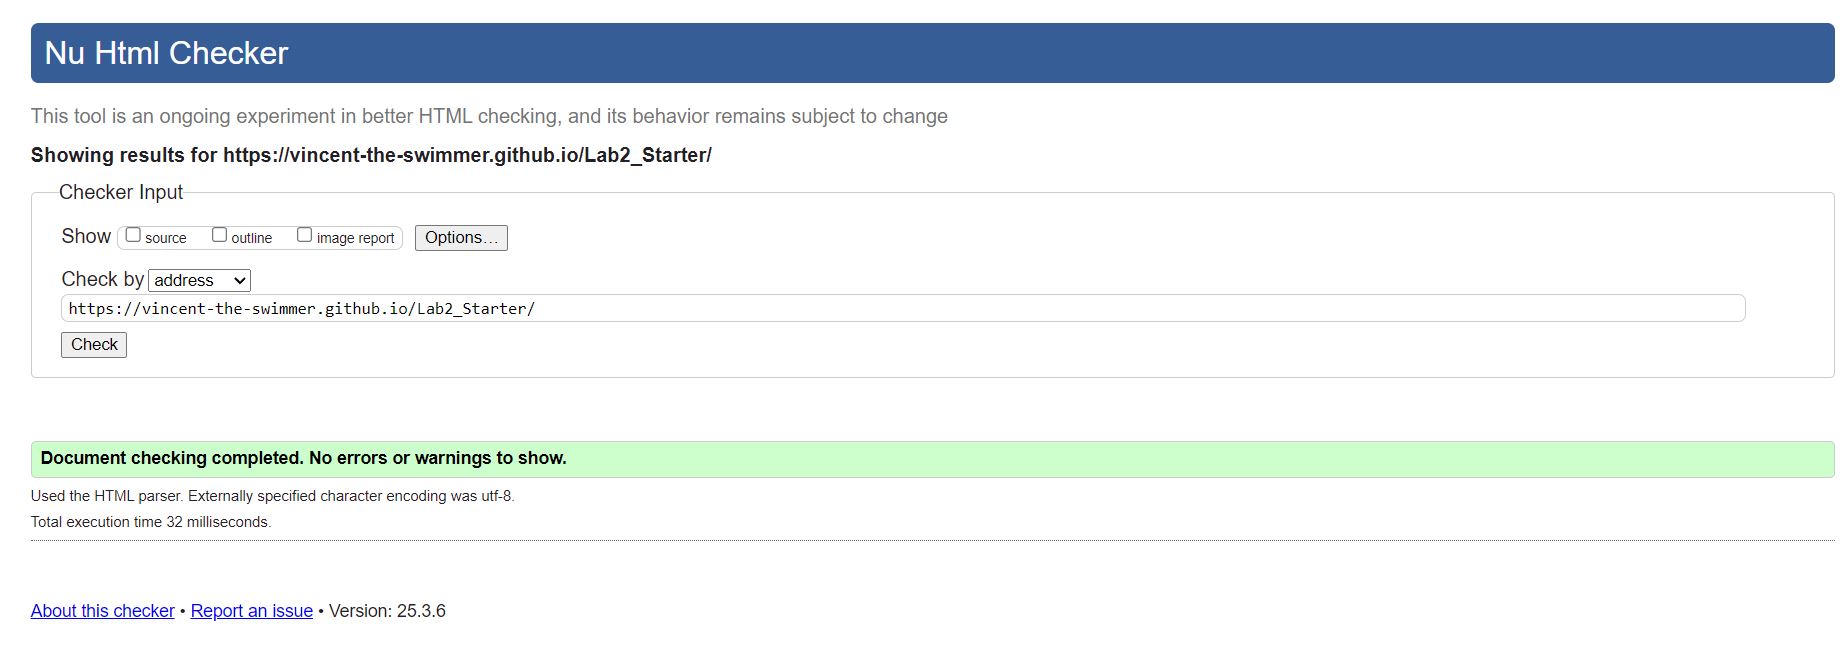 Nu Html Checker
This tool is an ongoing experiment in better HTML checking, and its behavior remains subject to change
Showing results for https://vincent-the-swimmer.github.io/Lab2_Starter/
Checker Input
Show source outline image report Options...
Check by address
https://vincent-the-swimmer.github.io/Lab2_Starter/
Check
Document checking completed. No errors or warnings to show.
Used the HTML parser. Externally specified character encoding was utf-8.
Total execution time 32 milliseconds.
About this checker • Report an issue • Version: 25.3.6